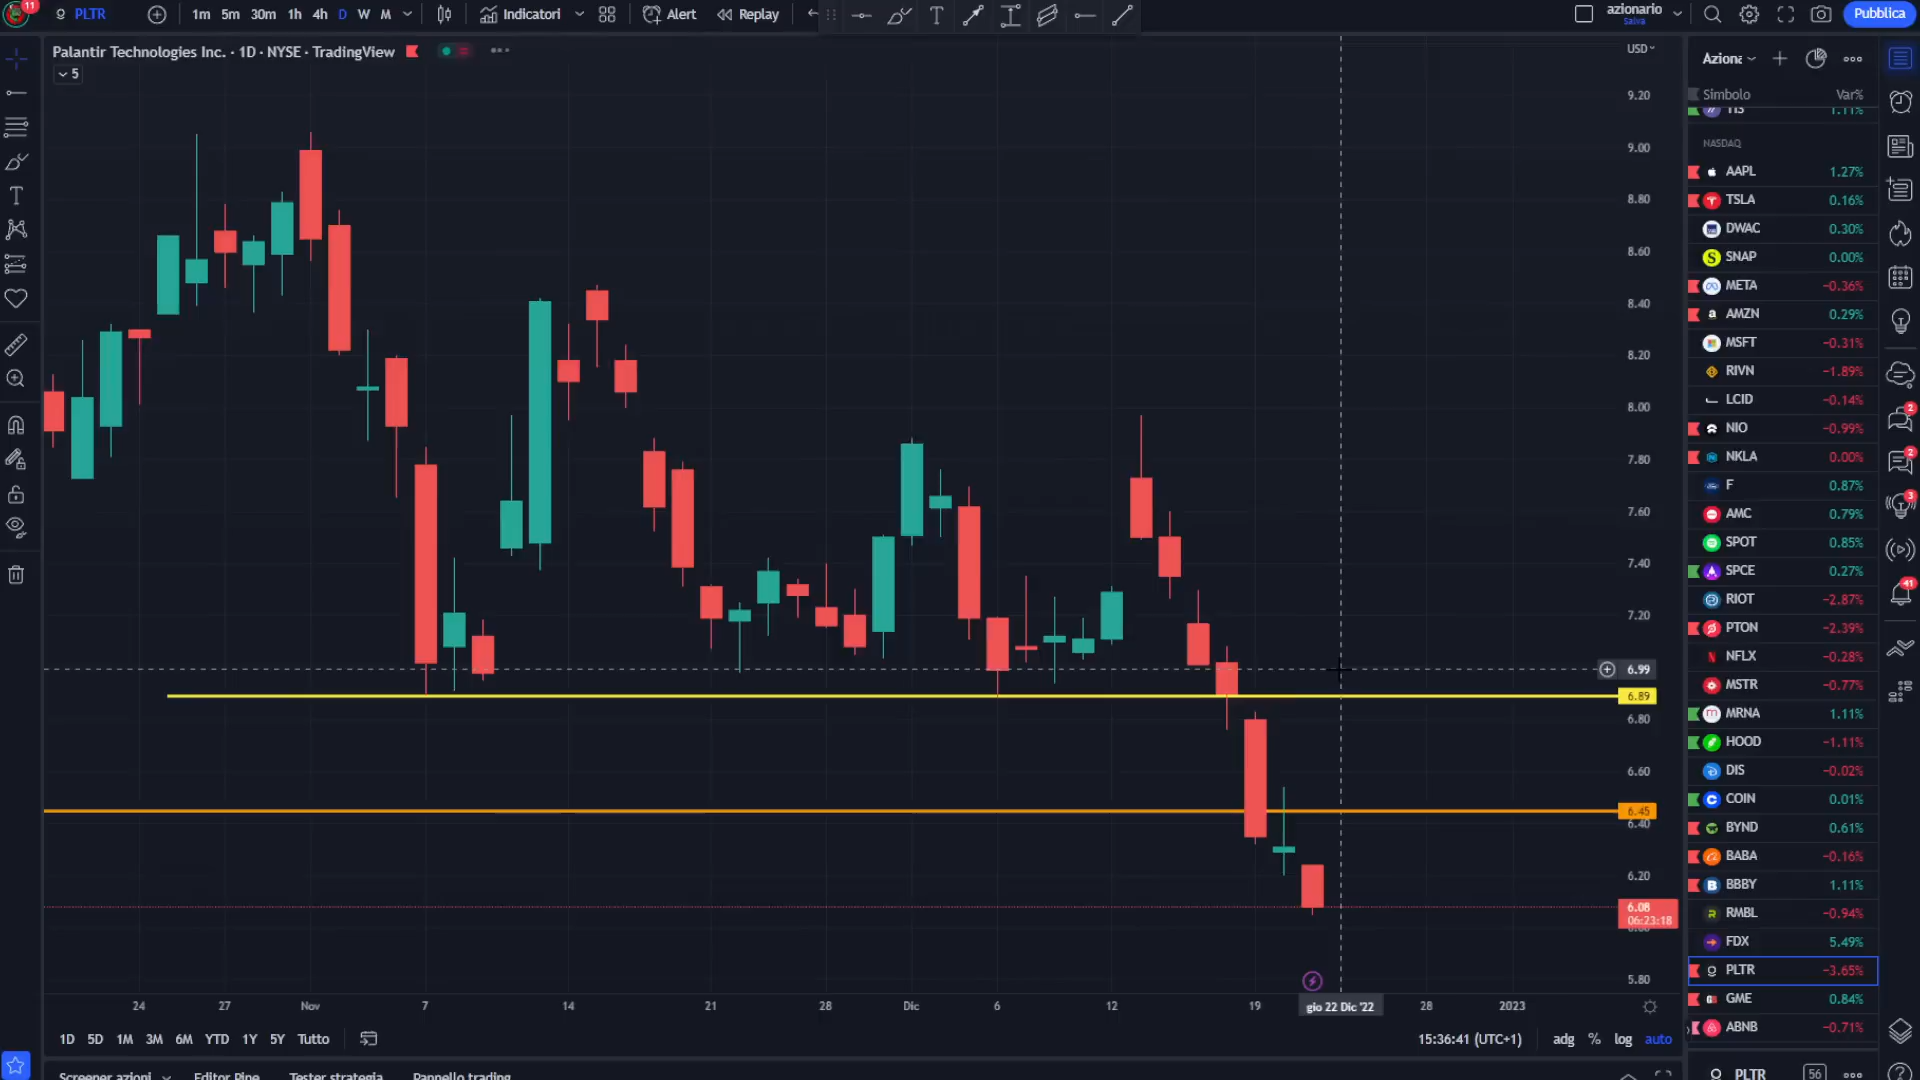 11
PLTR
1m 5m 30m 1h 4h D W M
Indicatori
Alert
Replay
azionario
Salva
Pubblica
Palantir Technologies Inc. · 1D · NYSE · TradingView
5
USD
9.20
9.00
8.80
8.60
8.40
8.20
8.00
7.80
7.60
7.40
7.20
6.99
6.89
6.80
6.60
6.45
6.40
6.20
6.08
06:23:18
5.80
24 27 Nov 7 14 21 28 Dic 6 12 19 gio 22 Dic '22 28 2023
1D 5D 1M 3M 6M YTD 1Y 5Y Tutto
15:36:41 (UTC+1) adg % log auto
Screener azioni Editor Pine Tester strategia Pannello trading
Simbolo Var%
TIS 1.11%
NASDAQ
AAPL 1.27%
TSLA 0.16%
DWAC 0.30%
SNAP 0.00%
META −0.36%
AMZN 0.29%
MSFT −0.31%
RIVN −1.89%
LCID −0.14%
NIO −0.99%
NKLA 0.00%
F 0.87%
AMC 0.79%
SPOT 0.85%
SPCE 0.27%
RIOT −2.87%
PTON −2.39%
NFLX −0.28%
MSTR −0.77%
MRNA 1.11%
HOOD −1.11%
DIS −0.02%
COIN 0.01%
BYND 0.61%
BABA −0.16%
BBBY 1.11%
RMBL −0.94%
FDX 5.49%
PLTR −3.65%
GME 0.84%
ABNB −0.71%
PLTR 56
2
2
3
41